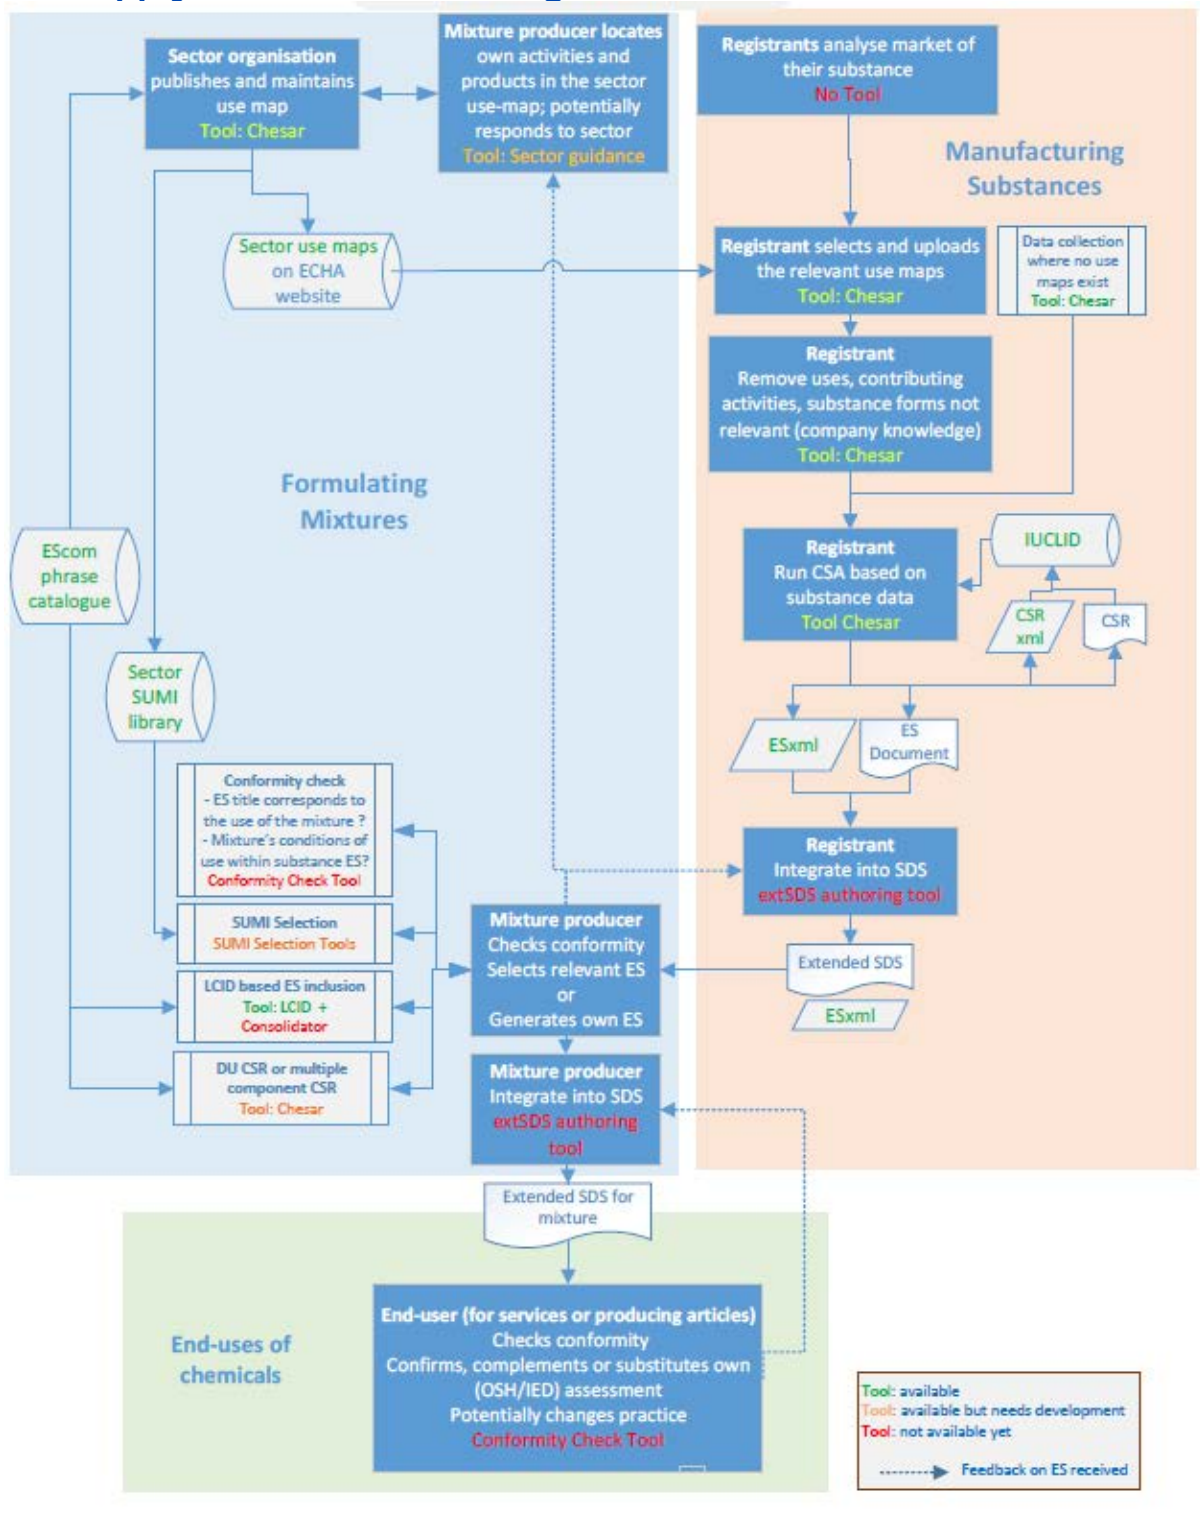 Sector organisation
publishes and maintains
use map
Tool: Chesar
Mixture producer locates
own activities and
products in the sector
use-map; potentially
responds to sector
Tool: Sector guidance
Registrants analyse market of
their substance
No Tool
Manufacturing
Substances
Sector use maps
on ECHA
website
Registrant selects and uploads
the relevant use maps
Tool: Chesar
Data collection
where no use
maps exist
Tool: Chesar
Registrant
Remove uses, contributing
activities, substance forms not
relevant (company knowledge)
Tool: Chesar
Formulating
Mixtures
EScom
phrase
catalogue
Registrant
Run CSA based on
substance data
Tool Chesar
IUCLID
CSR
xml
CSR
Sector
SUMI
library
ESxml
ES
Document
Conformity check
- ES title corresponds to
the use of the mixture ?
- Mixture's conditions of
use within substance ES?
Conformity Check Tool
Registrant
Integrate into SDS
extSDS authoring tool
SUMI Selection
SUMI Selection Tools
Mixture producer
Checks conformity
Selects relevant ES
or
Generates own ES
Extended SDS
ESxml
LCID based ES inclusion
Tool: LCID +
Consolidator
DU CSR or multiple
component CSR
Tool: Chesar
Mixture producer
Integrate into SDS
extSDS authoring
tool
Extended SDS for
mixture
End-uses of
chemicals
End-user (for services or producing articles)
Checks conformity
Confirms, complements or substitutes own
(OSH/IED) assessment
Potentially changes practice
Conformity Check Tool
Tool: available
Tool: available but needs development
Tool: not available yet
Feedback on ES received